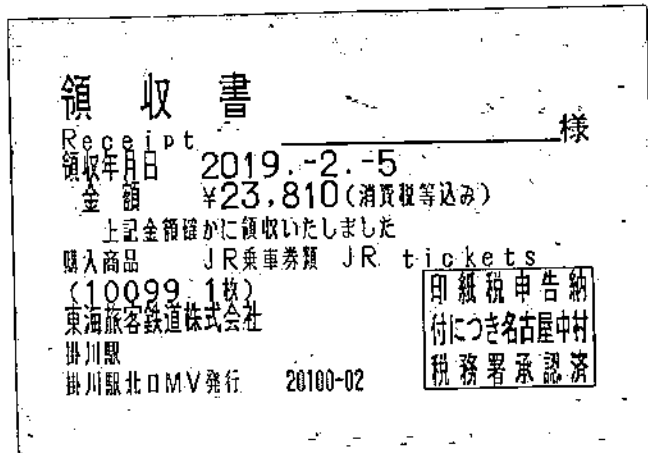 領収書
Receipt 様
領収年月日 2019.-2.-5
金額 ¥23,810(消費税等込み)
上記金額確かに領収いたしました
購入商品 JR乗車券類 JR tickets
(10099 1枚)
東海旅客鉄道株式会社
掛川駅
掛川駅北口MV発行 20100-02
印紙税申告納
付につき名古屋中村
税務署承認済